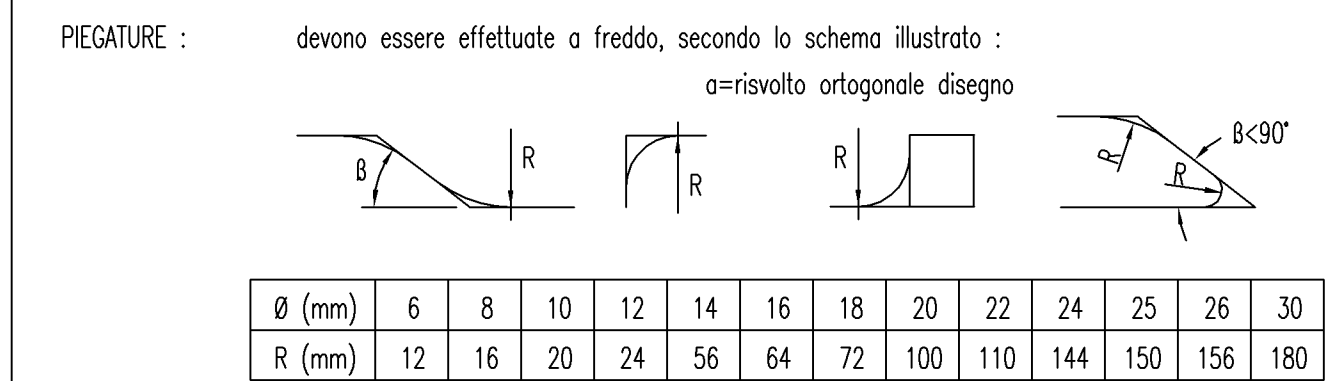 PIEGATURE : devono essere effettuate a freddo, secondo lo schema illustrato :
a=risvolto ortogonale disegno
ß R R R R R ß<90°
Ø (mm) 6 8 10 12 14 16 18 20 22 24 25 26 30
R (mm) 12 16 20 24 56 64 72 100 110 144 150 156 180